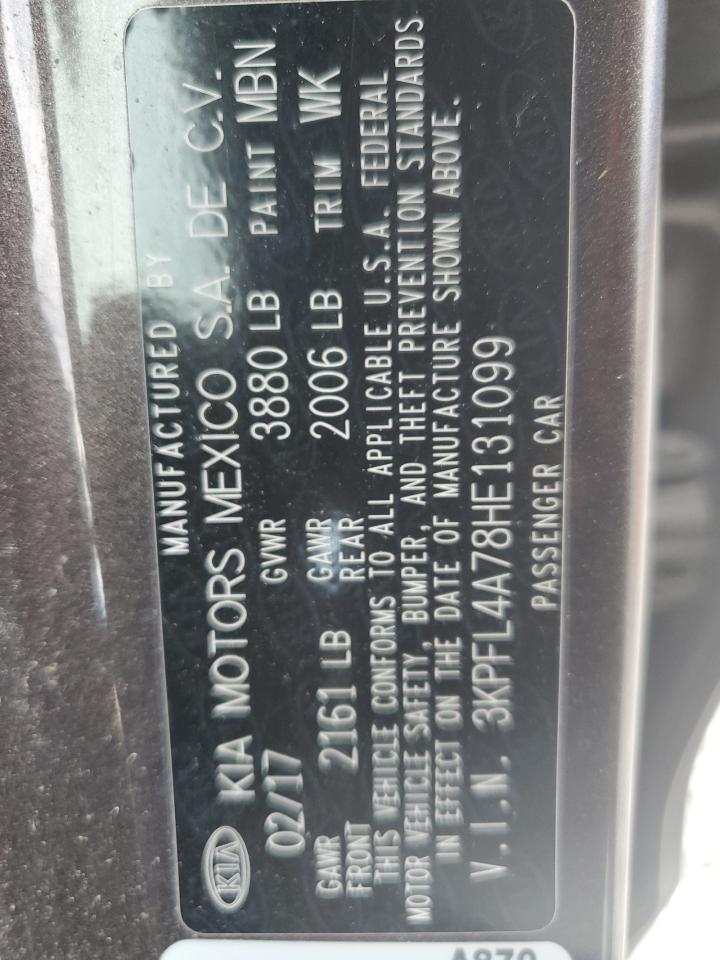 MANUFACTURED BY
KIA KIA MOTORS MEXICO S.A. DE C.V.
02/17 GVWR 3880 LB PAINT MBN
GAWR FRONT 2161 LB GAWR REAR 2006 LB TRIM WK
THIS VEHICLE CONFORMS TO ALL APPLICABLE U.S.A. FEDERAL
MOTOR VEHICLE SAFETY, BUMPER, AND THEFT PREVENTION STANDARDS
IN EFFECT ON THE DATE OF MANUFACTURE SHOWN ABOVE.
V.I.N. 3KPFL4A78HE131099
PASSENGER CAR